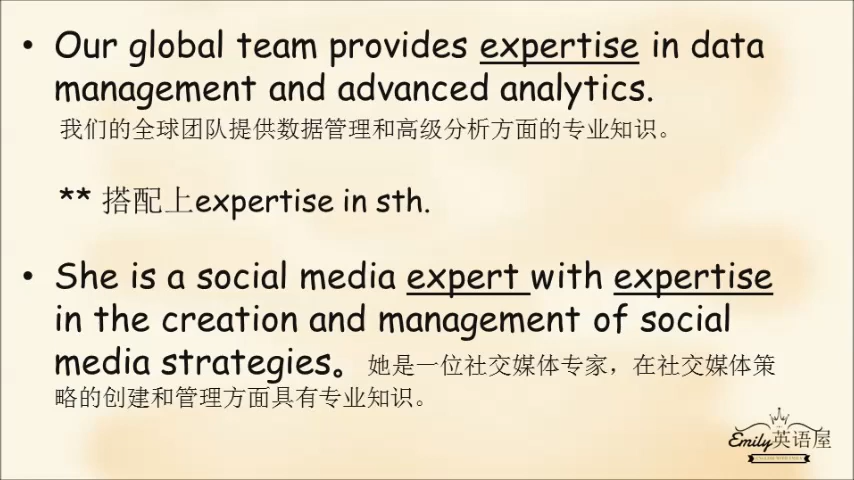 • Our global team provides expertise in data
management and advanced analytics.
我们的全球团队提供数据管理和高级分析方面的专业知识。
** 搭配上expertise in sth.
• She is a social media expert with expertise
in the creation and management of social
media strategies。她是一位社交媒体专家，在社交媒体策
略的创建和管理方面具有专业知识。
Emily英语屋